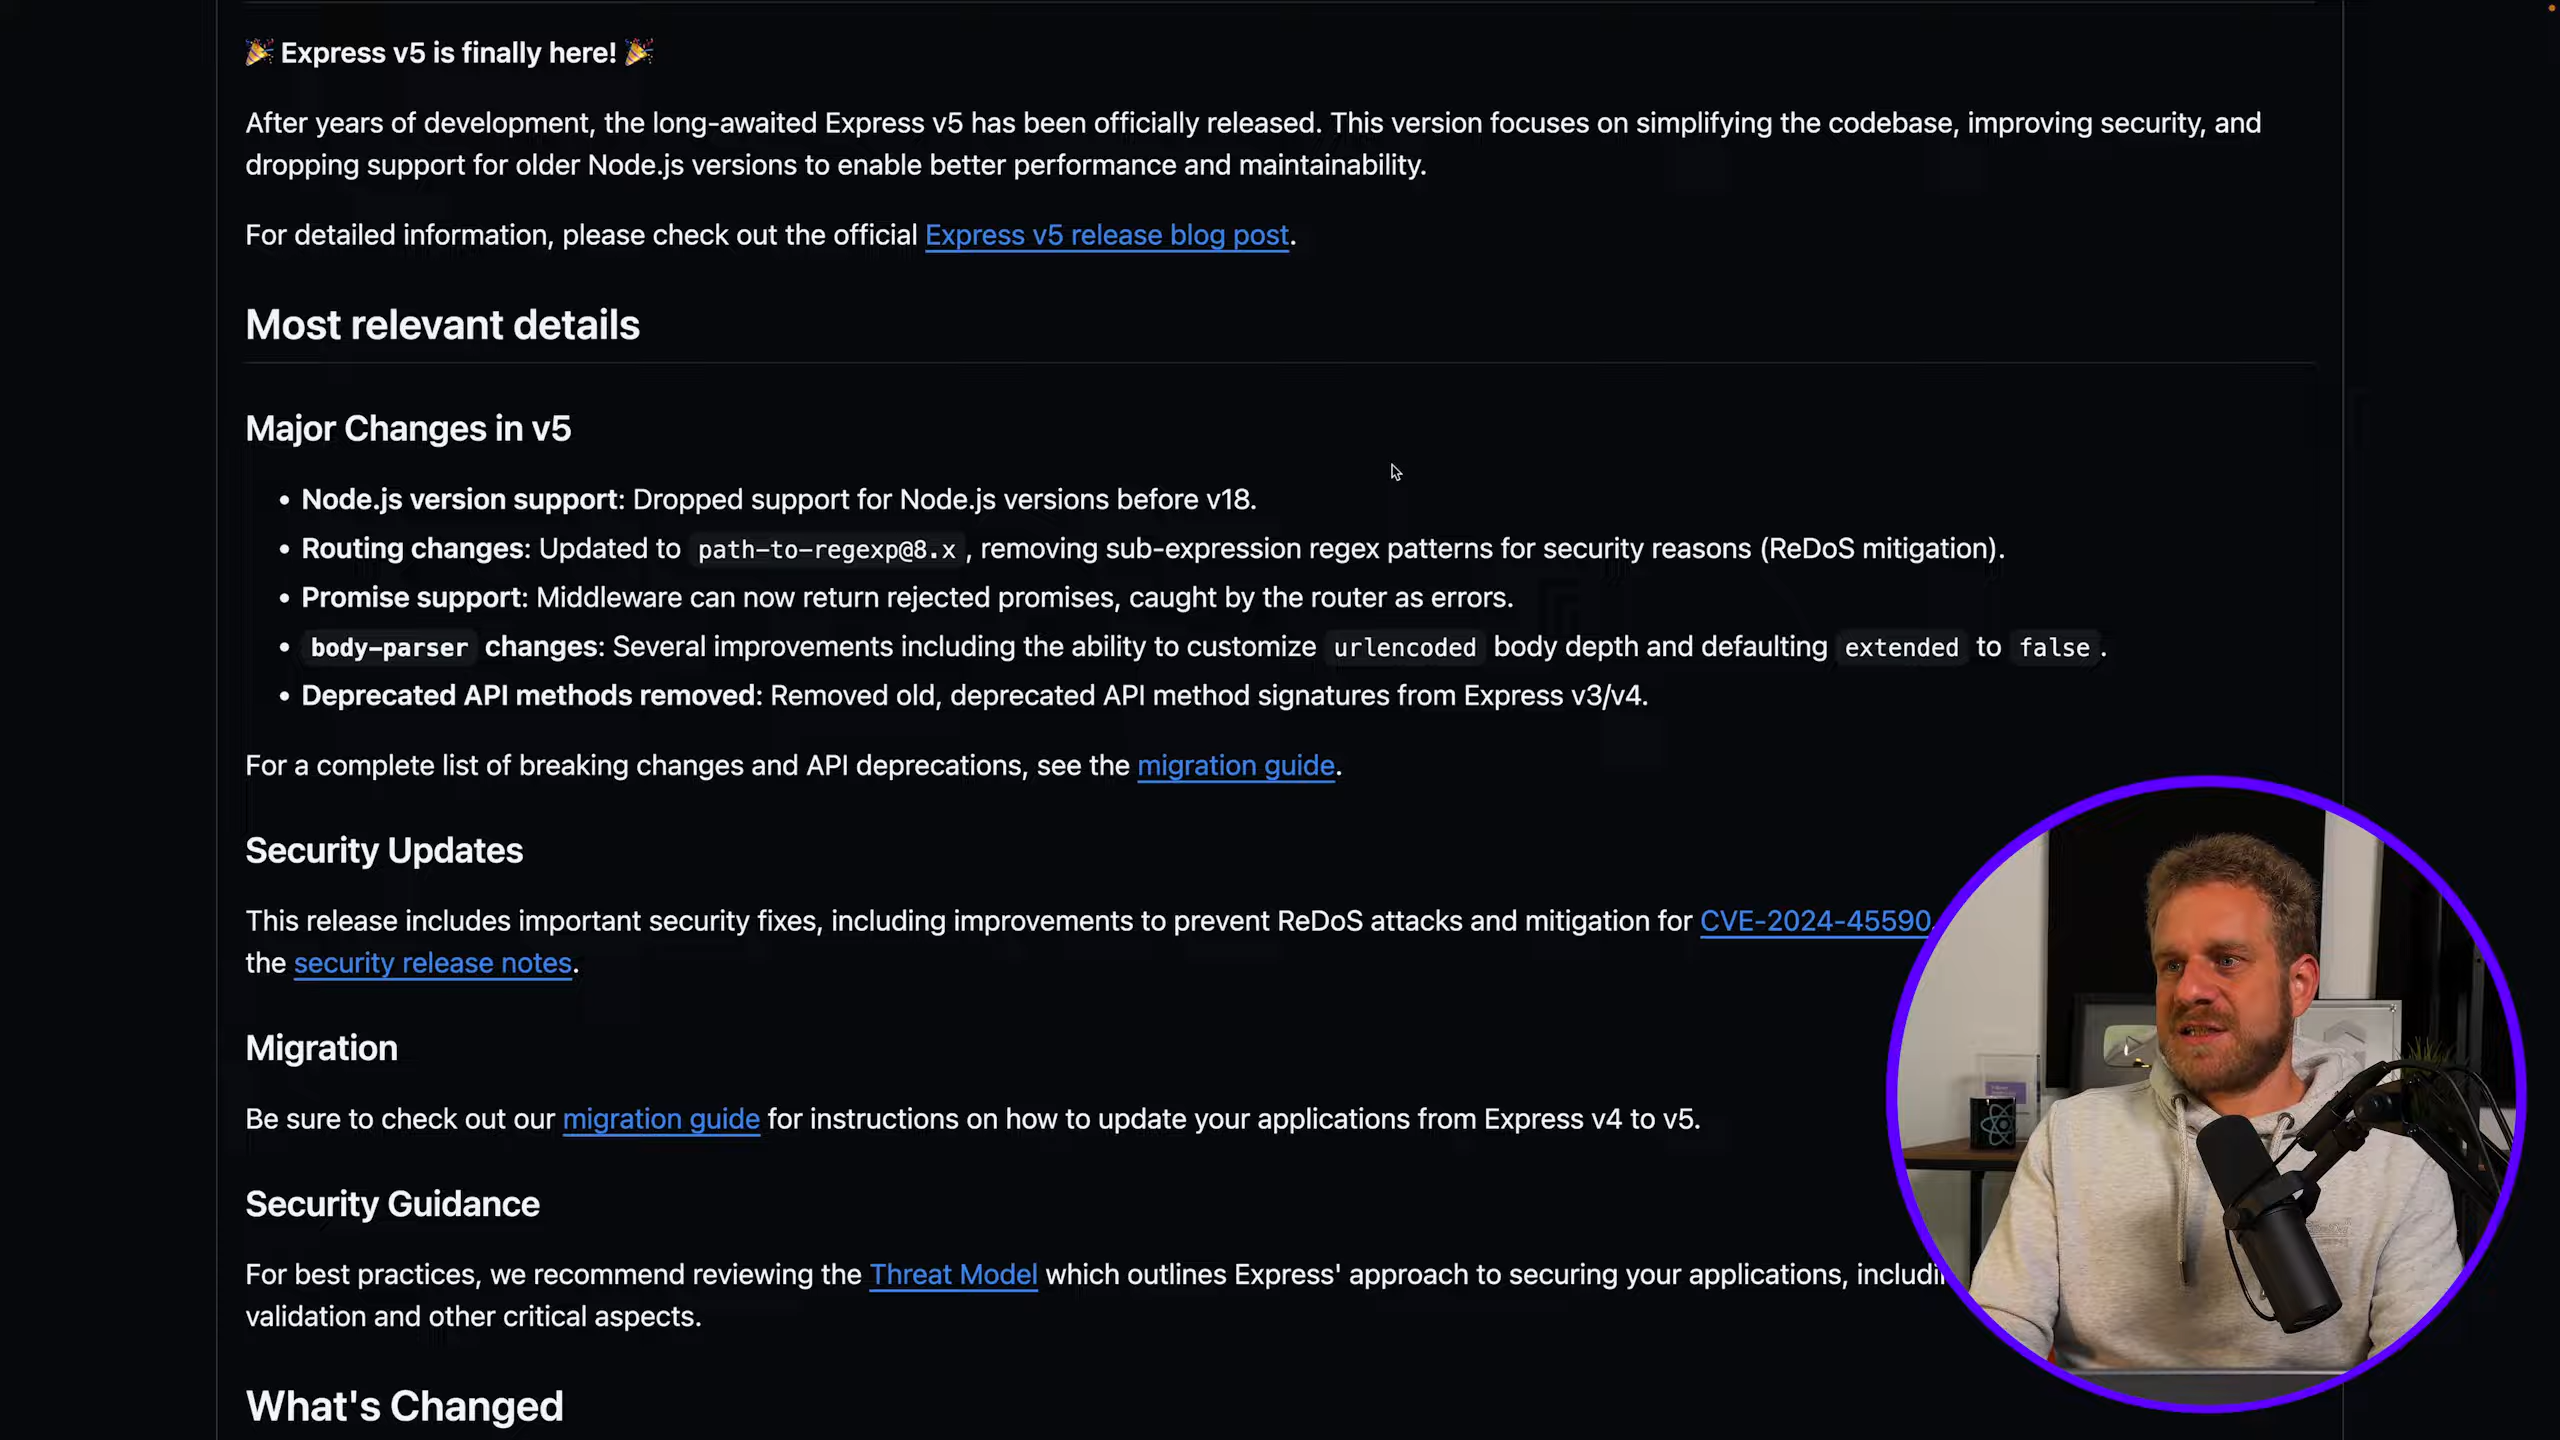 🎉 Express v5 is finally here! 🎉
After years of development, the long-awaited Express v5 has been officially released. This version focuses on simplifying the codebase, improving security, and
dropping support for older Node.js versions to enable better performance and maintainability.
For detailed information, please check out the official Express v5 release blog post.
Most relevant details
Major Changes in v5
• Node.js version support: Dropped support for Node.js versions before v18.
• Routing changes: Updated to path-to-regexp@8.x, removing sub-expression regex patterns for security reasons (ReDoS mitigation).
• Promise support: Middleware can now return rejected promises, caught by the router as errors.
• body-parser changes: Several improvements including the ability to customize urlencoded body depth and defaulting extended to false.
• Deprecated API methods removed: Removed old, deprecated API method signatures from Express v3/v4.
For a complete list of breaking changes and API deprecations, see the migration guide.
Security Updates
This release includes important security fixes, including improvements to prevent ReDoS attacks and mitigation for CVE-2024-45590.
the security release notes.
Migration
Be sure to check out our migration guide for instructions on how to update your applications from Express v4 to v5.
Security Guidance
For best practices, we recommend reviewing the Threat Model which outlines Express' approach to securing your applications,
validation and other critical aspects.
What's Changed